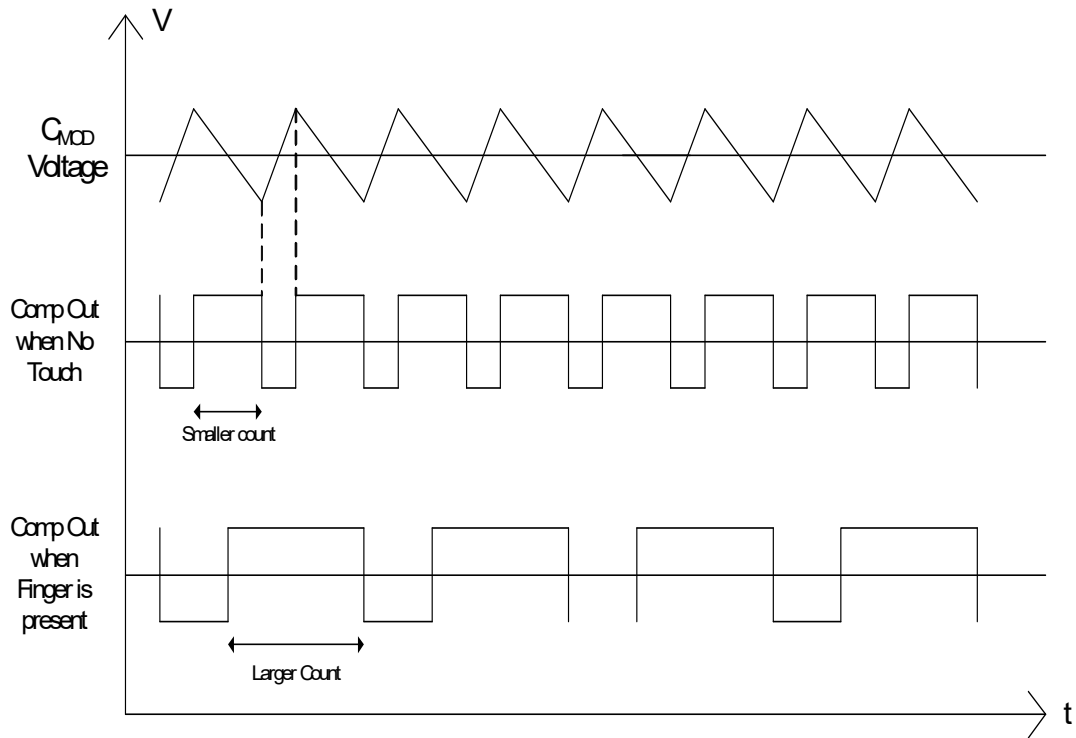 V
CMOD
Voltage
Comp Out
when No
Touch
Smaller count
Comp Out
when
Finger is
present
Larger Count
t